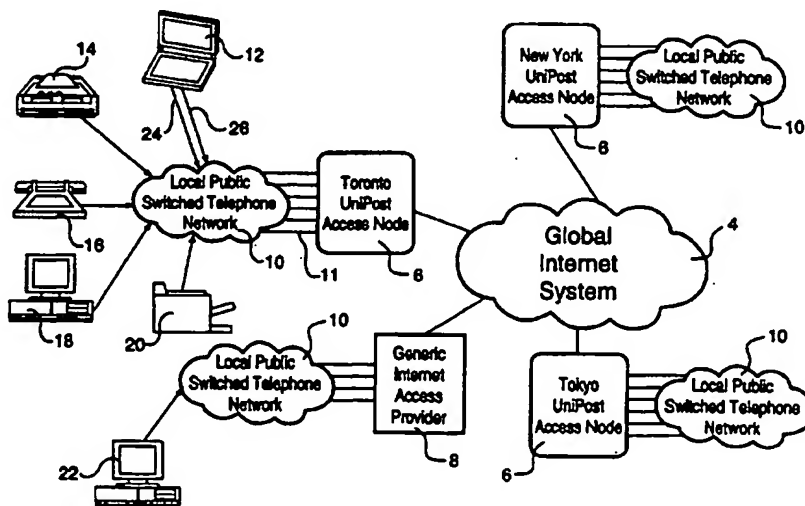 14
12
24
26
Local Public
Switched Telephone
Network
10
11
Toronto
UniPost
Access Node
6
16
18
20
New York
UniPost
Access Node
6
Local Public
Switched Telephone
Network
10
Global
Internet
System
4
10
Local Public
Switched Telephone
Network
Generic
Internet
Access
Provider
8
22
Tokyo
UniPost
Access Node
6
10
Local Public
Switched Telephone
Network